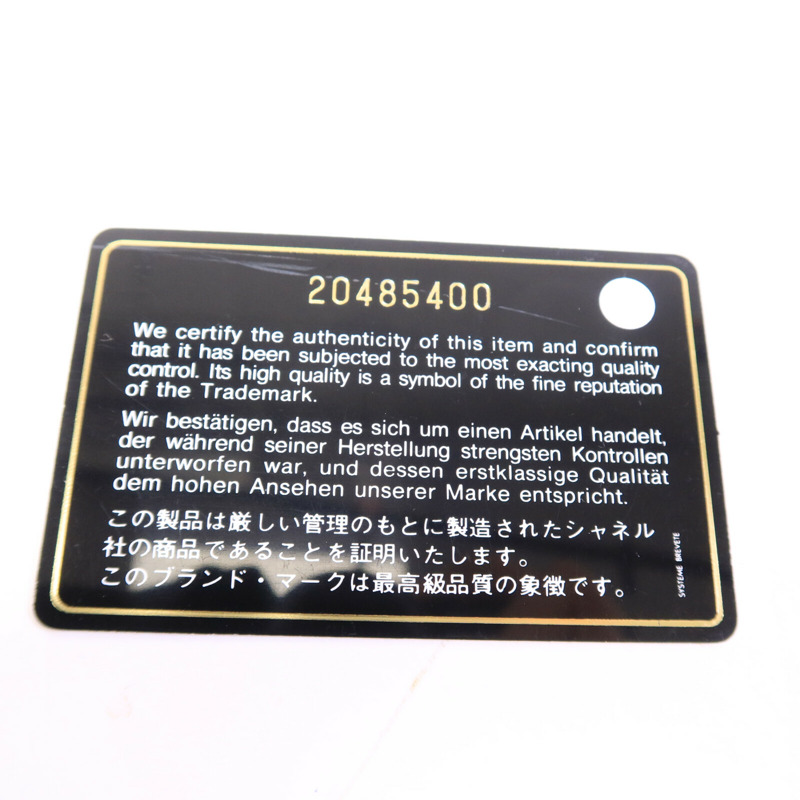 20485400
We certify the authenticity of this item and confirm
that it has been subjected to the most exacting quality
control. Its high quality is a symbol of the fine reputation
of the Trademark.
Wir bestätigen, dass es sich um einen Artikel handelt,
der während seiner Herstellung strengsten Kontrollen
unterworfen war, und dessen erstklassige Qualität
dem hohen Ansehen unserer Marke entspricht.
この製品は厳しい管理のもとに製造されたシャネル
社の商品であることを証明いたします。
このブランド・マークは最高級品質の象徴です。
SYSTEME BREVETE